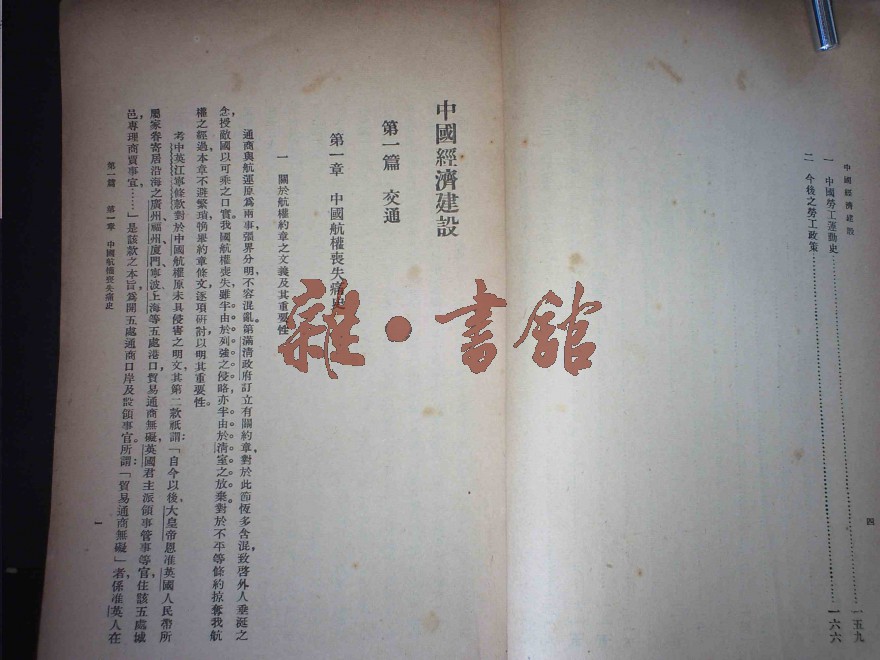 中國經濟建設
一 中國勞工運動史……一五九
二 今後之勞工政策……一六六
四
中國經濟建設
第一篇 交通
第一章 中國航權喪失痛史
一 關於航權約章之文義及其重要性
通商與航運原爲兩事，張界分明，不容混亂。第滿清政府訂立有關約章對於此節恆多含混，致啓外人垂涎之
念，授敵國以可乘之口實。我國航權喪失，雖半由於列強之侵略，亦半由於清室之放棄。對於不平等條約掠奪我航
權之經過，本章不避繁瑣，備舉約章條文，逐項研討，以明其重要性。
考中英江寧條款對於中國航權原未具侵害之明文，其第二款祇謂：「自今以後，大皇帝恩准英國人民帶所
屬家眷寄居沿海之廣州、福州、廈門、寧波、上海等五處港口，貿易通商無礙，英國君主派領事管事等官住該五處城
邑，專理商賈事宜……」是該款之本旨，爲開五處通商口岸及設領事官。所謂「貿易通商無礙」者，係准英人在
第一篇 第一章 中國航權喪失痛史
一
雜·書館